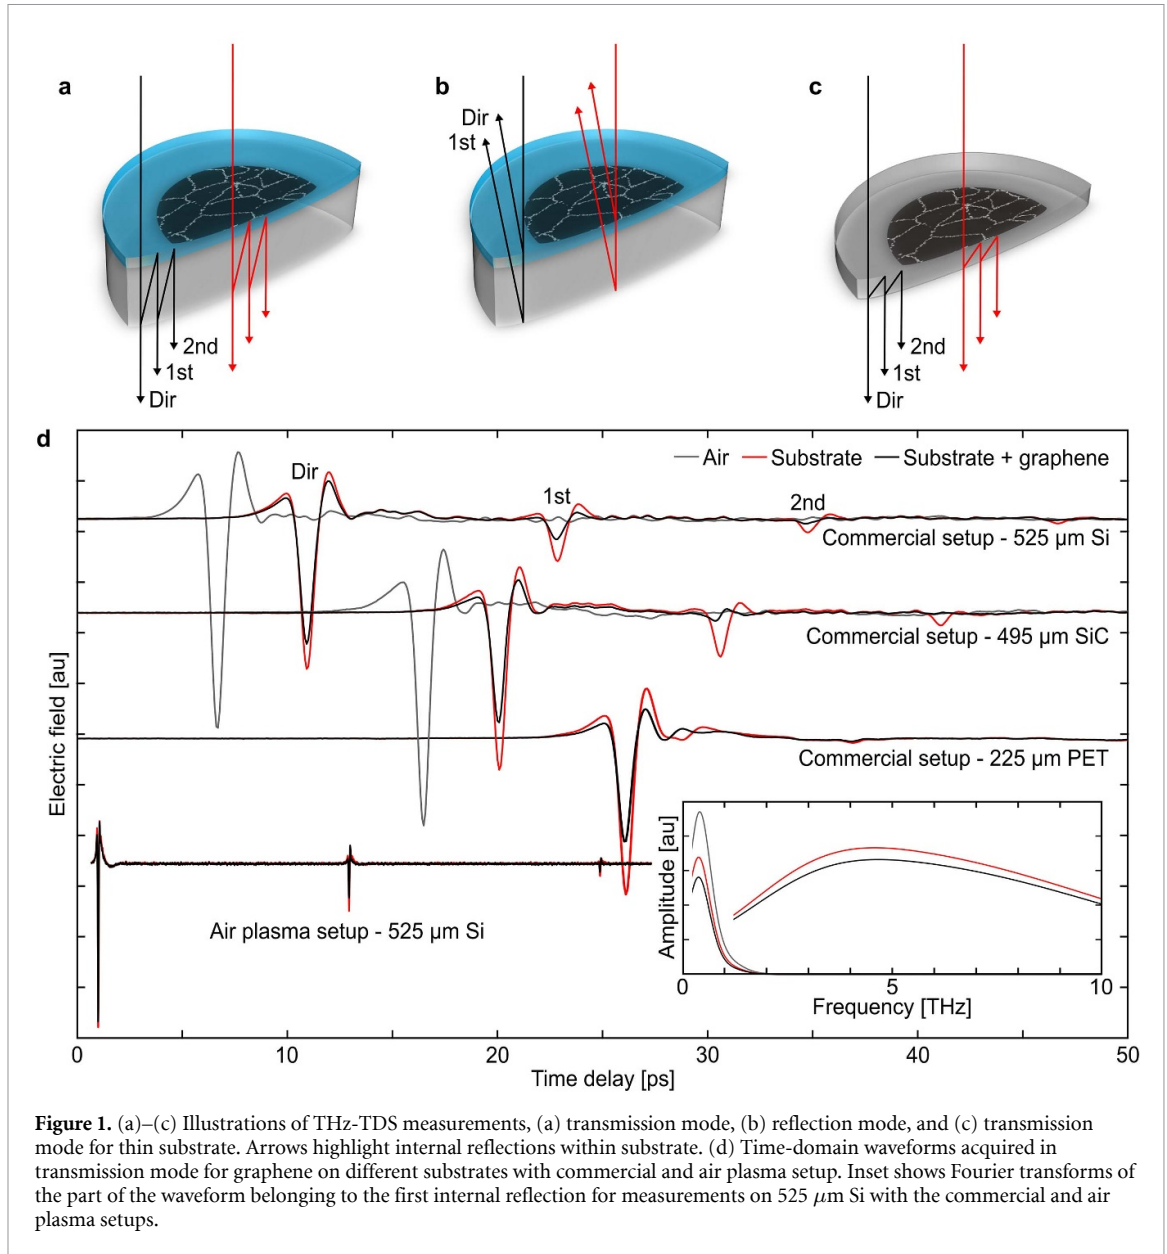 a
b
c
Dir
1st
2nd
1st
Dir
2nd
1st
Dir
d
Air Substrate Substrate + graphene
Dir
1st
2nd
Commercial setup - 525 μm Si
Commercial setup - 495 μm SiC
Commercial setup - 225 μm PET
Air plasma setup - 525 μm Si
Electric field [au]
Amplitude [au]
0 5 10
Frequency [THz]
0 10 20 30 40 50
Time delay [ps]
Figure 1. (a)–(c) Illustrations of THz-TDS measurements, (a) transmission mode, (b) reflection mode, and (c) transmission
mode for thin substrate. Arrows highlight internal reflections within substrate. (d) Time-domain waveforms acquired in
transmission mode for graphene on different substrates with commercial and air plasma setup. Inset shows Fourier transforms of
the part of the waveform belonging to the first internal reflection for measurements on 525 μm Si with the commercial and air
plasma setups.